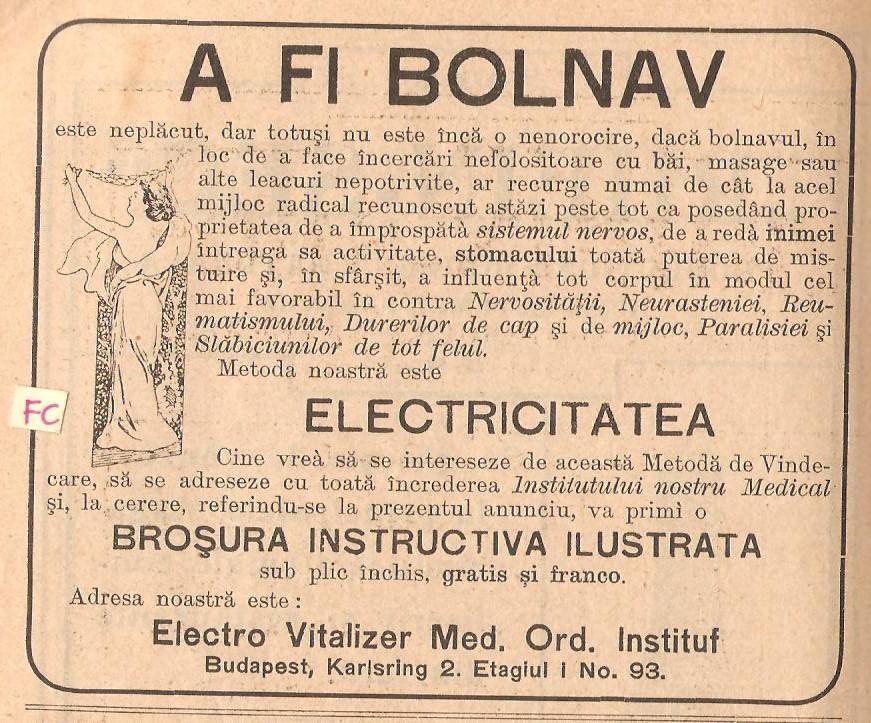 A FI BOLNAV
este neplăcut, dar totuşi nu este încă o nenorocire, dacă bolnavul, în
loc de a face încercări nefolositoare cu băi, masage sau
alte leacuri nepotrivite, ar recurge numai de cât la acel
mijloc radical recunoscut astăzi peste tot ca posedând pro-
prietatea de a împrospătà sistemul nervos, de a redà inimei
întreaga sa activitate, stomacului toată puterea de mis-
tuire şi, în sfârşit, a influenţà tot corpul în modul cel
mai favorabil în contra Nervosităţii, Neurasteniei, Reu-
matismului, Durerilor de cap şi de mijloc, Paralisiei şi
Slăbiciunilor de tot felul.
Metoda noastră este
ELECTRICITATEA
FC
Cine vreà să se intereseze de această Metodă de Vinde-
care, să se adreseze cu toată încrederea Institutului nostru Medical
şi, la cerere, referindu-se la prezentul anunciu, va primì o
BROŞURA INSTRUCTIVA ILUSTRATA
sub plic închis, gratis şi franco.
Adresa noastră este :
Electro Vitalizer Med. Ord. Institut
Budapest, Karlsring 2. Etagiul I No. 93.